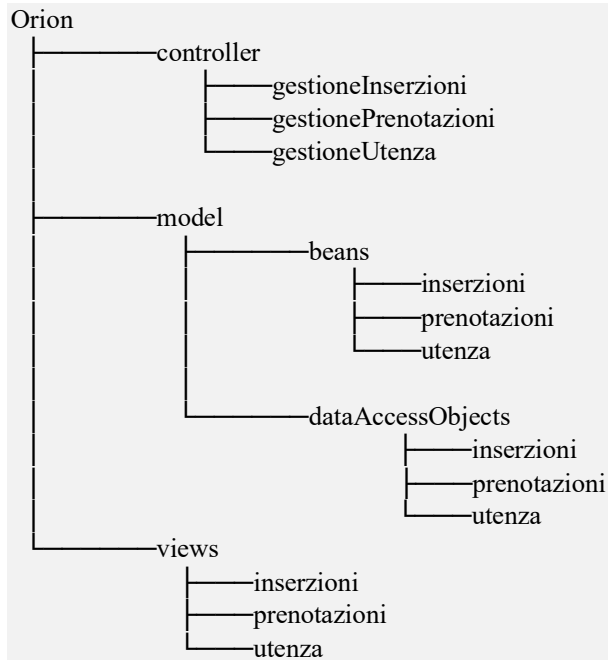 Orion
controller
gestioneInserzioni
gestionePrenotazioni
gestioneUtenza
model
beans
inserzioni
prenotazioni
utenza
dataAccessObjects
inserzioni
prenotazioni
utenza
views
inserzioni
prenotazioni
utenza